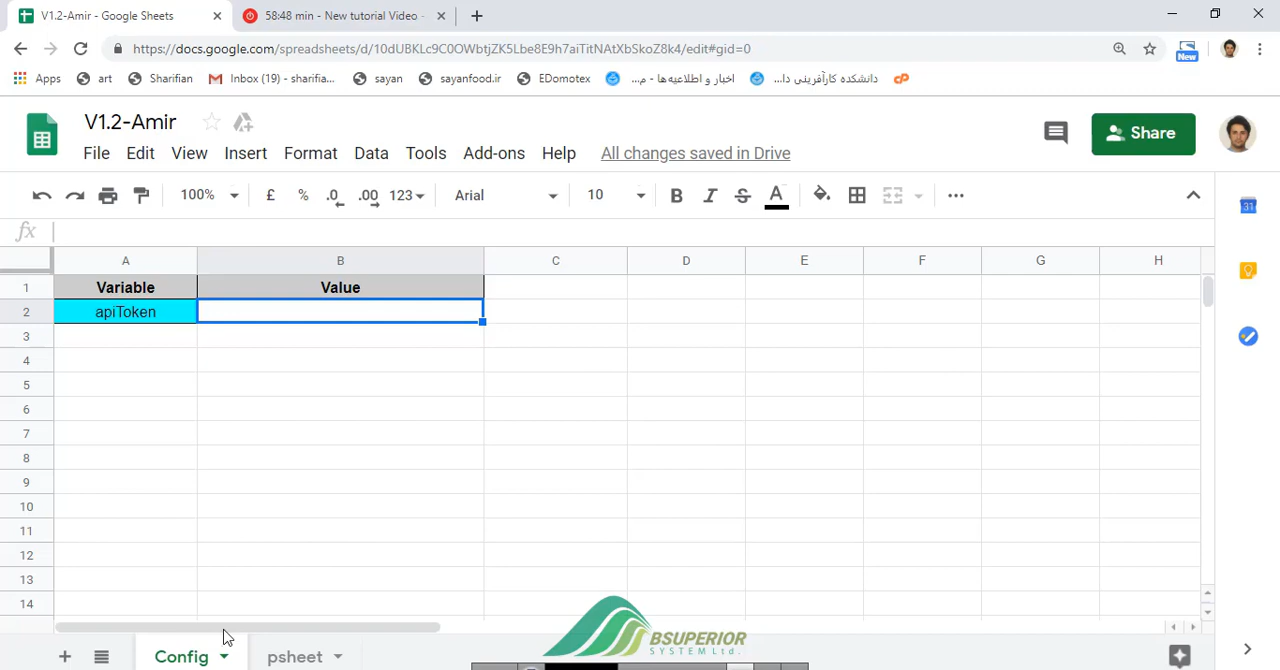 V1.2-Amir - Google Sheets
58:48 min - New tutorial Video -
https://docs.google.com/spreadsheets/d/10dUBKLc9C0OWbtjZK5Lbe8E9h7aiTitNAtXbSkoZ8k4/edit#gid=0
New
Apps art Sharifian Inbox (19) - sharifia... sayan sayanfood.ir EDomotex اخبار و اطلاعیه‌ها - م... دانشکده کارآفرینی دا...
V1.2-Amir
Share
File Edit View Insert Format Data Tools Add-ons Help All changes saved in Drive
100% £ % .0 .00 123 Arial 10 B I S A
31
fx
A B C D E F G H
1 Variable Value
2 apiToken
3
4
5
6
7
8
9
10
11
12
13
14
BSUPERIOR
SYSTEM Ltd.
Config psheet